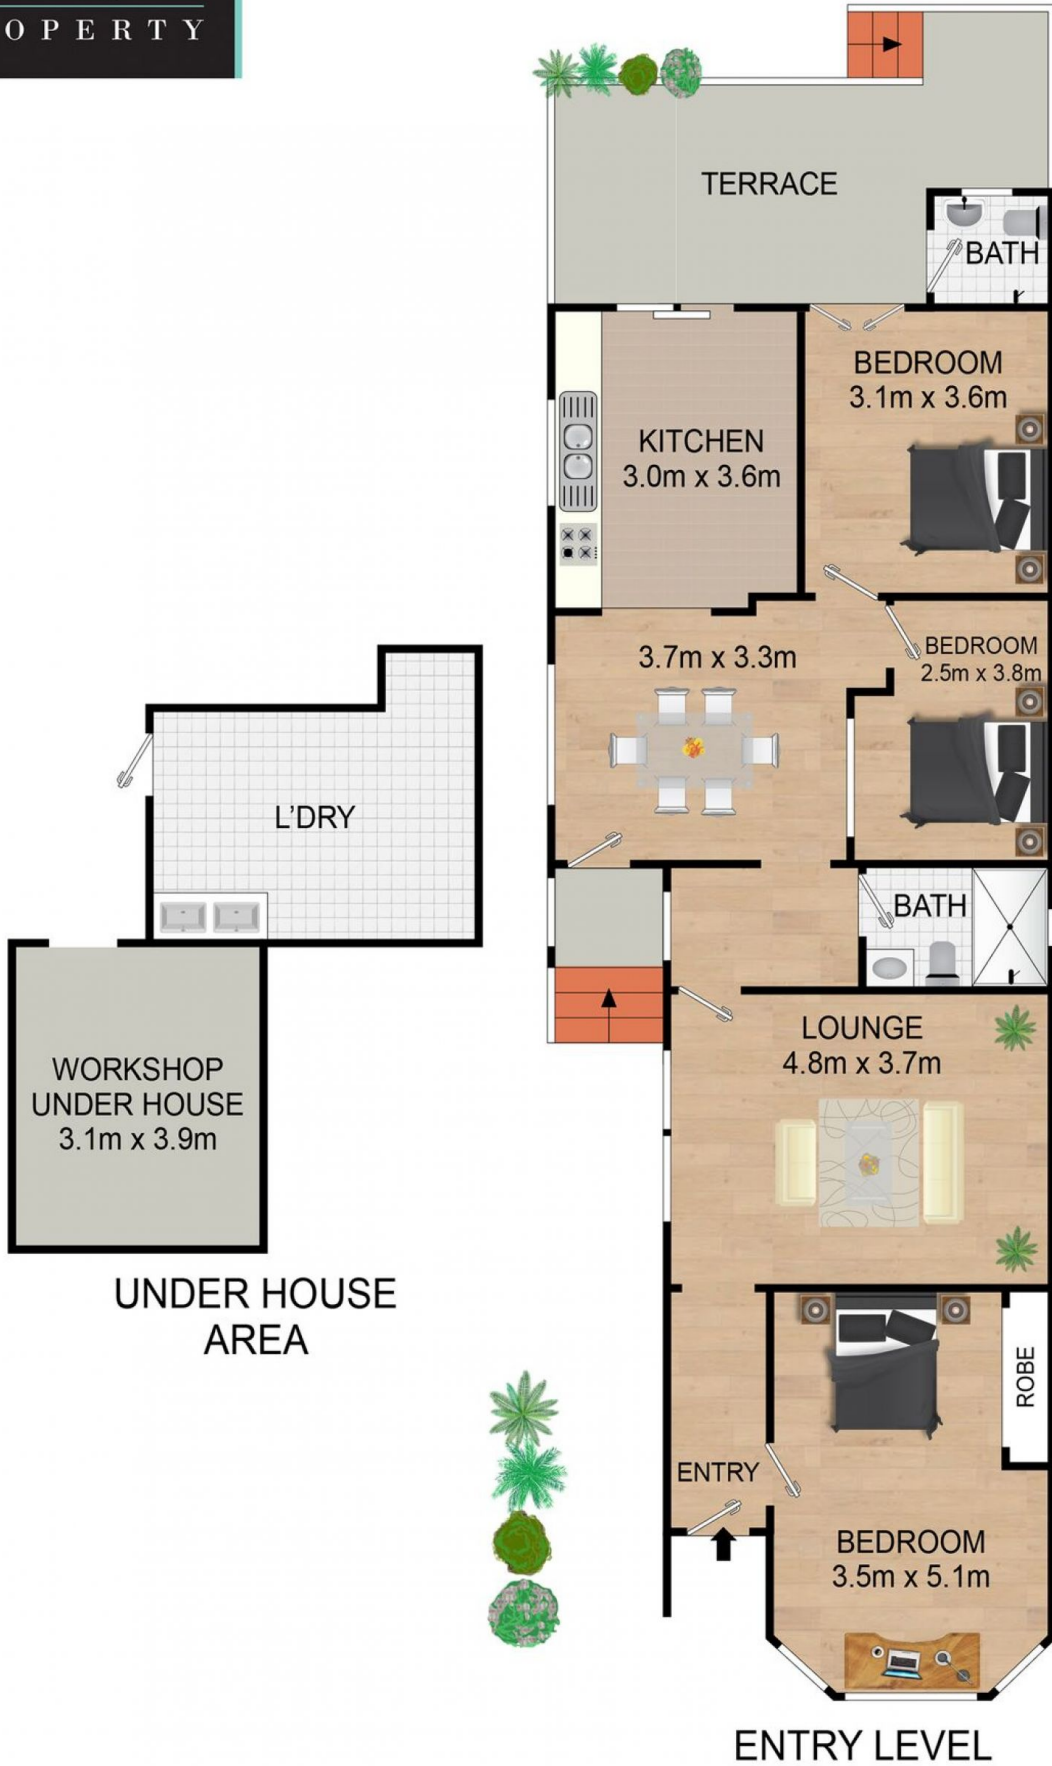 OPERTY
TERRACE
BATH
BEDROOM
3.1m x 3.6m
KITCHEN
3.0m x 3.6m
3.7m x 3.3m
BEDROOM
2.5m x 3.8m
L'DRY
BATH
LOUNGE
4.8m x 3.7m
WORKSHOP
UNDER HOUSE
3.1m x 3.9m
UNDER HOUSE
AREA
ROBE
ENTRY
BEDROOM
3.5m x 5.1m
ENTRY LEVEL